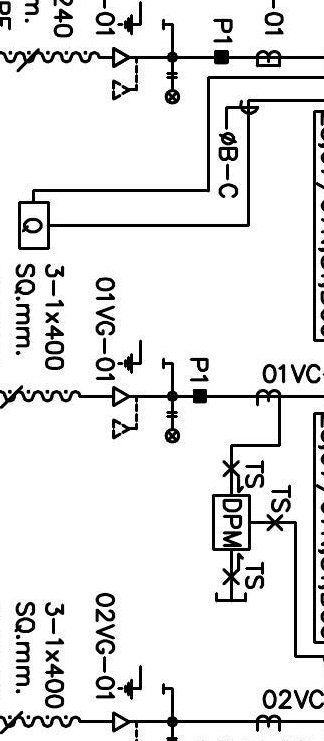 240
-01
-01
P1
øB-C
Q
3-1x400
SQ.mm.
01VG-01
P1
01VC
TS
TS
DPM
TS
3-1x400
SQ.mm.
02VG-01
02VC